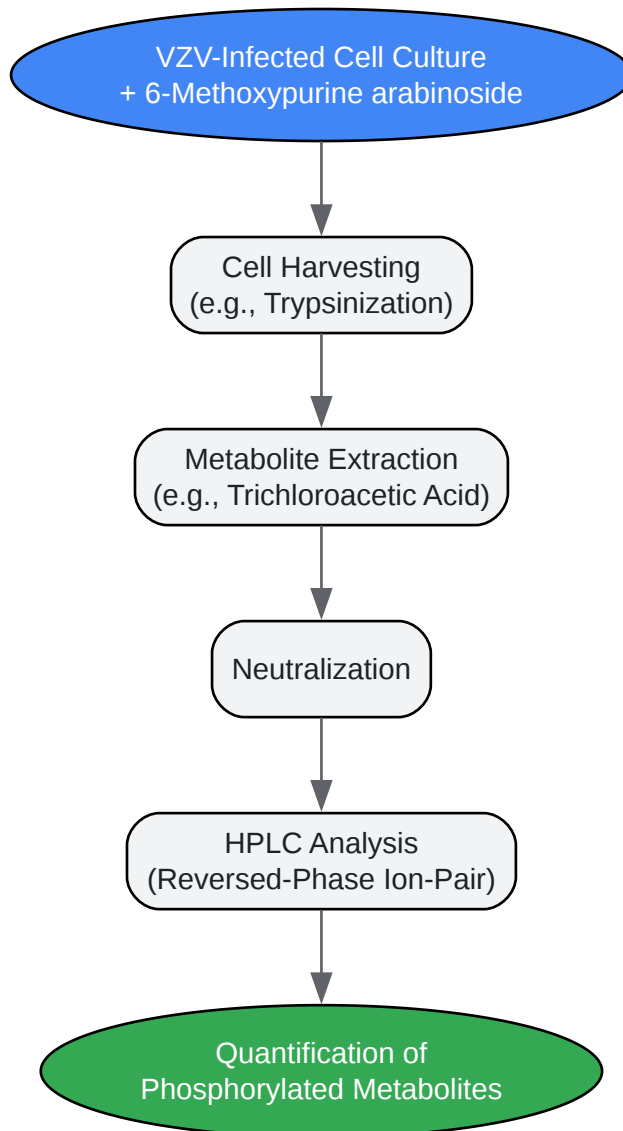 VZV-Infected Cell Culture
+ 6-Methoxypurine arabinoside
Cell Harvesting
(e.g., Trypsinization)
Metabolite Extraction
(e.g., Trichloroacetic Acid)
Neutralization
HPLC Analysis
(Reversed-Phase Ion-Pair)
Quantification of
Phosphorylated Metabolites